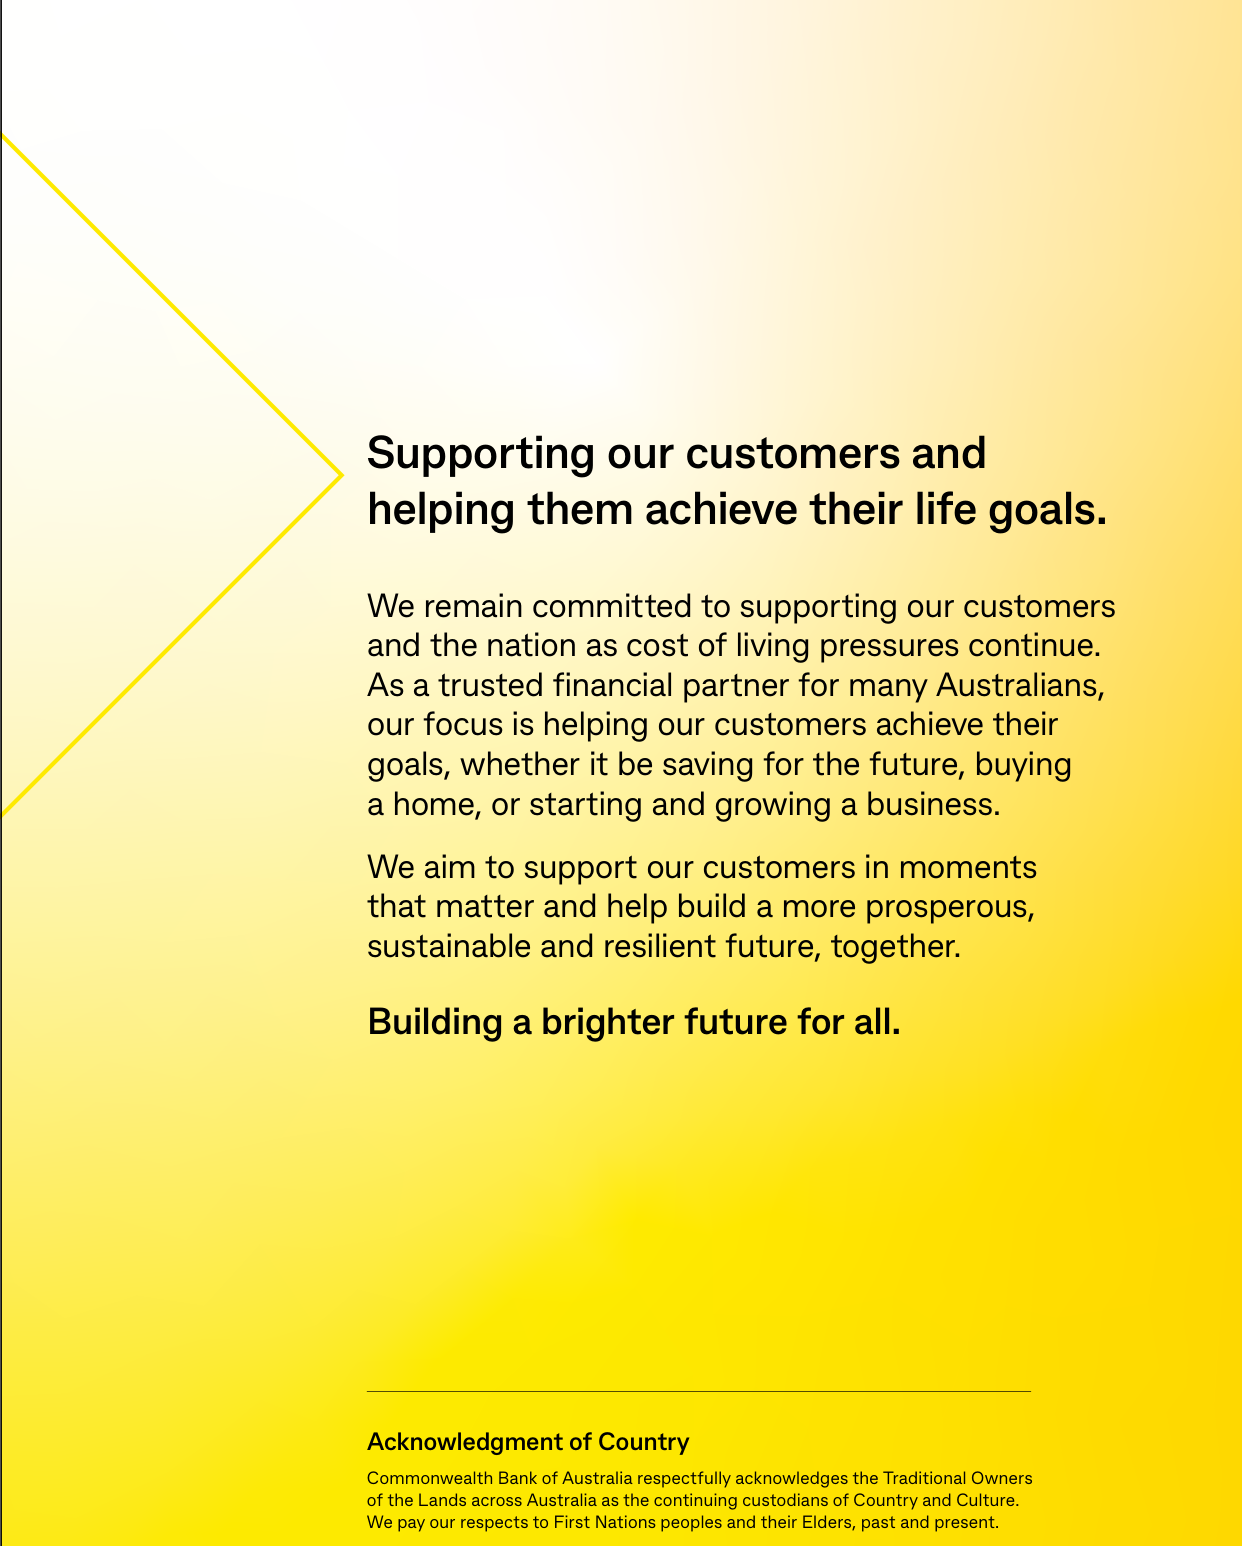 Supporting our customers and
helping them achieve their life goals.
We remain committed to supporting our customers
and the nation as cost of living pressures continue.
As a trusted financial partner for many Australians,
our focus is helping our customers achieve their
goals, whether it be saving for the future, buying
a home, or starting and growing a business.
We aim to support our customers in moments
that matter and help build a more prosperous,
sustainable and resilient future, together.
Building a brighter future for all.
Acknowledgment of Country
Commonwealth Bank of Australia respectfully acknowledges the Traditional Owners
of the Lands across Australia as the continuing custodians of Country and Culture.
We pay our respects to First Nations peoples and their Elders, past and present.